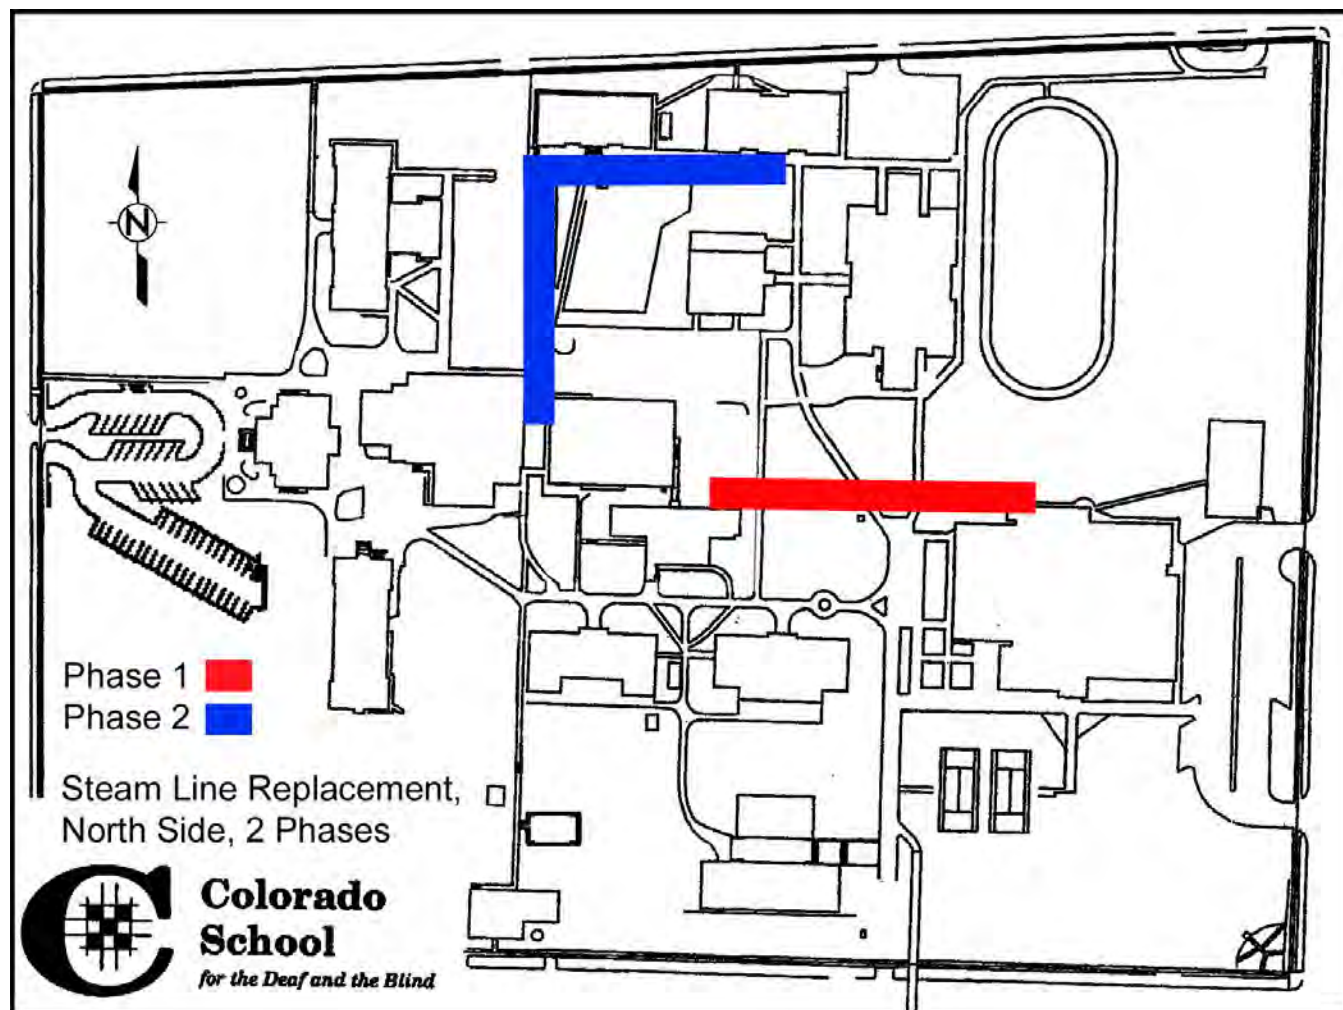 N
Phase 1
Phase 2
Steam Line Replacement,
North Side, 2 Phases
Colorado
School
for the Deaf and the Blind